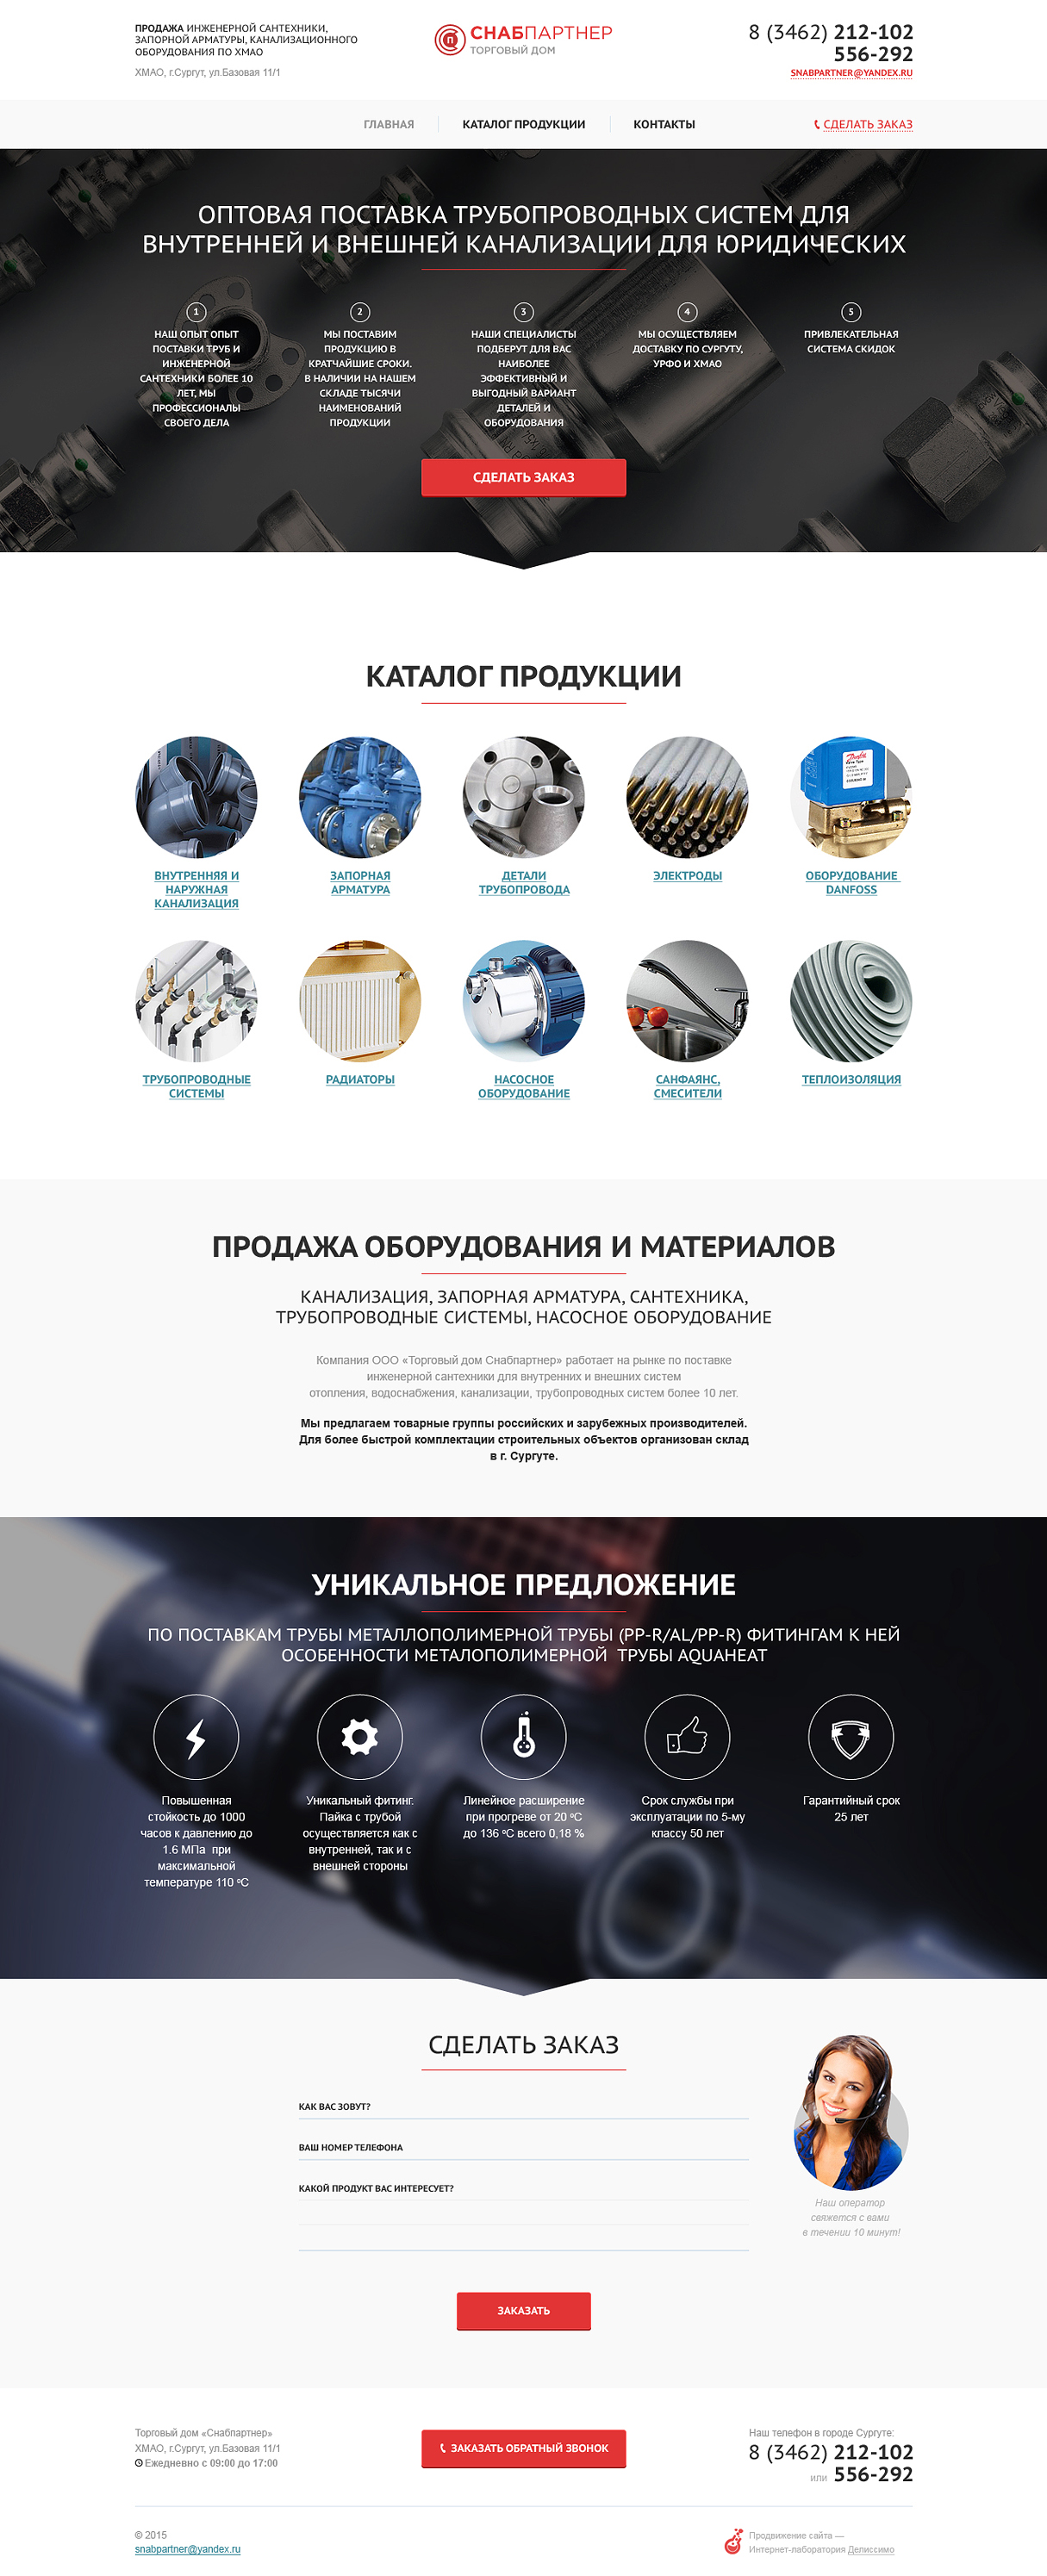 ПРОДАЖА ИНЖЕНЕРНОЙ САНТЕХНИКИ,
ЗАПОРНОЙ АРМАТУРЫ, КАНАЛИЗАЦИОННОГО
ОБОРУДОВАНИЯ ПО ХМАО
ХМАО, г.Сургут, ул.Базовая 11/1
СНАБПАРТНЕР
ТОРГОВЫЙ ДОМ
8 (3462) 212-102
556-292
SNABPARTNER@YANDEX.RU
ГЛАВНАЯ
КАТАЛОГ ПРОДУКЦИИ
КОНТАКТЫ
СДЕЛАТЬ ЗАКАЗ
ОПТОВАЯ ПОСТАВКА ТРУБОПРОВОДНЫХ СИСТЕМ ДЛЯ
ВНУТРЕННЕЙ И ВНЕШНЕЙ КАНАЛИЗАЦИИ ДЛЯ ЮРИДИЧЕСКИХ
1
НАШ ОПЫТ ОПЫТ
ПОСТАВКИ ТРУБ И
ИНЖЕНЕРНОЙ
САНТЕХНИКИ БОЛЕЕ 10
ЛЕТ, МЫ
ПРОФЕССИОНАЛЫ
СВОЕГО ДЕЛА
2
МЫ ПОСТАВИМ
ПРОДУКЦИЮ В
КРАТЧАЙШИЕ СРОКИ.
В НАЛИЧИИ НА НАШЕМ
СКЛАДЕ ТЫСЯЧИ
НАИМЕНОВАНИЙ
ПРОДУКЦИИ
3
НАШИ СПЕЦИАЛИСТЫ
ПОДБЕРУТ ДЛЯ ВАС
НАИБОЛЕЕ
ЭФФЕКТИВНЫЙ И
ВЫГОДНЫЙ ВАРИАНТ
ДЕТАЛЕЙ И
ОБОРУДОВАНИЯ
4
МЫ ОСУЩЕСТВЛЯЕМ
ДОСТАВКУ ПО СУРГУТУ,
УРФО И ХМАО
5
ПРИВЛЕКАТЕЛЬНАЯ
СИСТЕМА СКИДОК
СДЕЛАТЬ ЗАКАЗ
КАТАЛОГ ПРОДУКЦИИ
Danfoss
ВНУТРЕННЯЯ И
НАРУЖНАЯ
КАНАЛИЗАЦИЯ
ЗАПОРНАЯ
АРМАТУРА
ДЕТАЛИ
ТРУБОПРОВОДА
ЭЛЕКТРОДЫ
ОБОРУДОВАНИЕ
DANFOSS
ТРУБОПРОВОДНЫЕ
СИСТЕМЫ
РАДИАТОРЫ
НАСОСНОЕ
ОБОРУДОВАНИЕ
САНФАЯНС,
СМЕСИТЕЛИ
ТЕПЛОИЗОЛЯЦИЯ
ПРОДАЖА ОБОРУДОВАНИЯ И МАТЕРИАЛОВ
КАНАЛИЗАЦИЯ, ЗАПОРНАЯ АРМАТУРА, САНТЕХНИКА,
ТРУБОПРОВОДНЫЕ СИСТЕМЫ, НАСОСНОЕ ОБОРУДОВАНИЕ
Компания ООО «Торговый дом Снабпартнер» работает на рынке по поставке
инженерной сантехники для внутренних и внешних систем
отопления, водоснабжения, канализации, трубопроводных систем более 10 лет.
Мы предлагаем товарные группы российских и зарубежных производителей.
Для более быстрой комплектации строительных объектов организован склад
в г. Сургуте.
УНИКАЛЬНОЕ ПРЕДЛОЖЕНИЕ
ПО ПОСТАВКАМ ТРУБЫ МЕТАЛЛОПОЛИМЕРНОЙ ТРУБЫ (PP-R/AL/PP-R) ФИТИНГАМ К НЕЙ
ОСОБЕННОСТИ МЕТАЛОПОЛИМЕРНОЙ ТРУБЫ AQUAHEAT
Повышенная
стойкость до 1000
часов к давлению до
1.6 МПа при
максимальной
температуре 110 ºС
Уникальный фитинг.
Пайка с трубой
осуществляется как с
внутренней, так и с
внешней стороны
Линейное расширение
при прогреве от 20 ºС
до 136 ºС всего 0,18 %
Срок службы при
эксплуатации по 5-му
классу 50 лет
Гарантийный срок
25 лет
СДЕЛАТЬ ЗАКАЗ
КАК ВАС ЗОВУТ?
ВАШ НОМЕР ТЕЛЕФОНА
КАКОЙ ПРОДУКТ ВАС ИНТЕРЕСУЕТ?
Наш оператор
свяжется с вами
в течении 10 минут!
ЗАКАЗАТЬ
Торговый дом «Снабпартнер»
ХМАО, г.Сургут, ул.Базовая 11/1
Ежедневно с 09:00 до 17:00
ЗАКАЗАТЬ ОБРАТНЫЙ ЗВОНОК
Наш телефон в городе Сургуте:
8 (3462) 212-102
или 556-292
© 2015
snabpartner@yandex.ru
Продвижение сайта —
Интернет-лаборатория Делиссимо